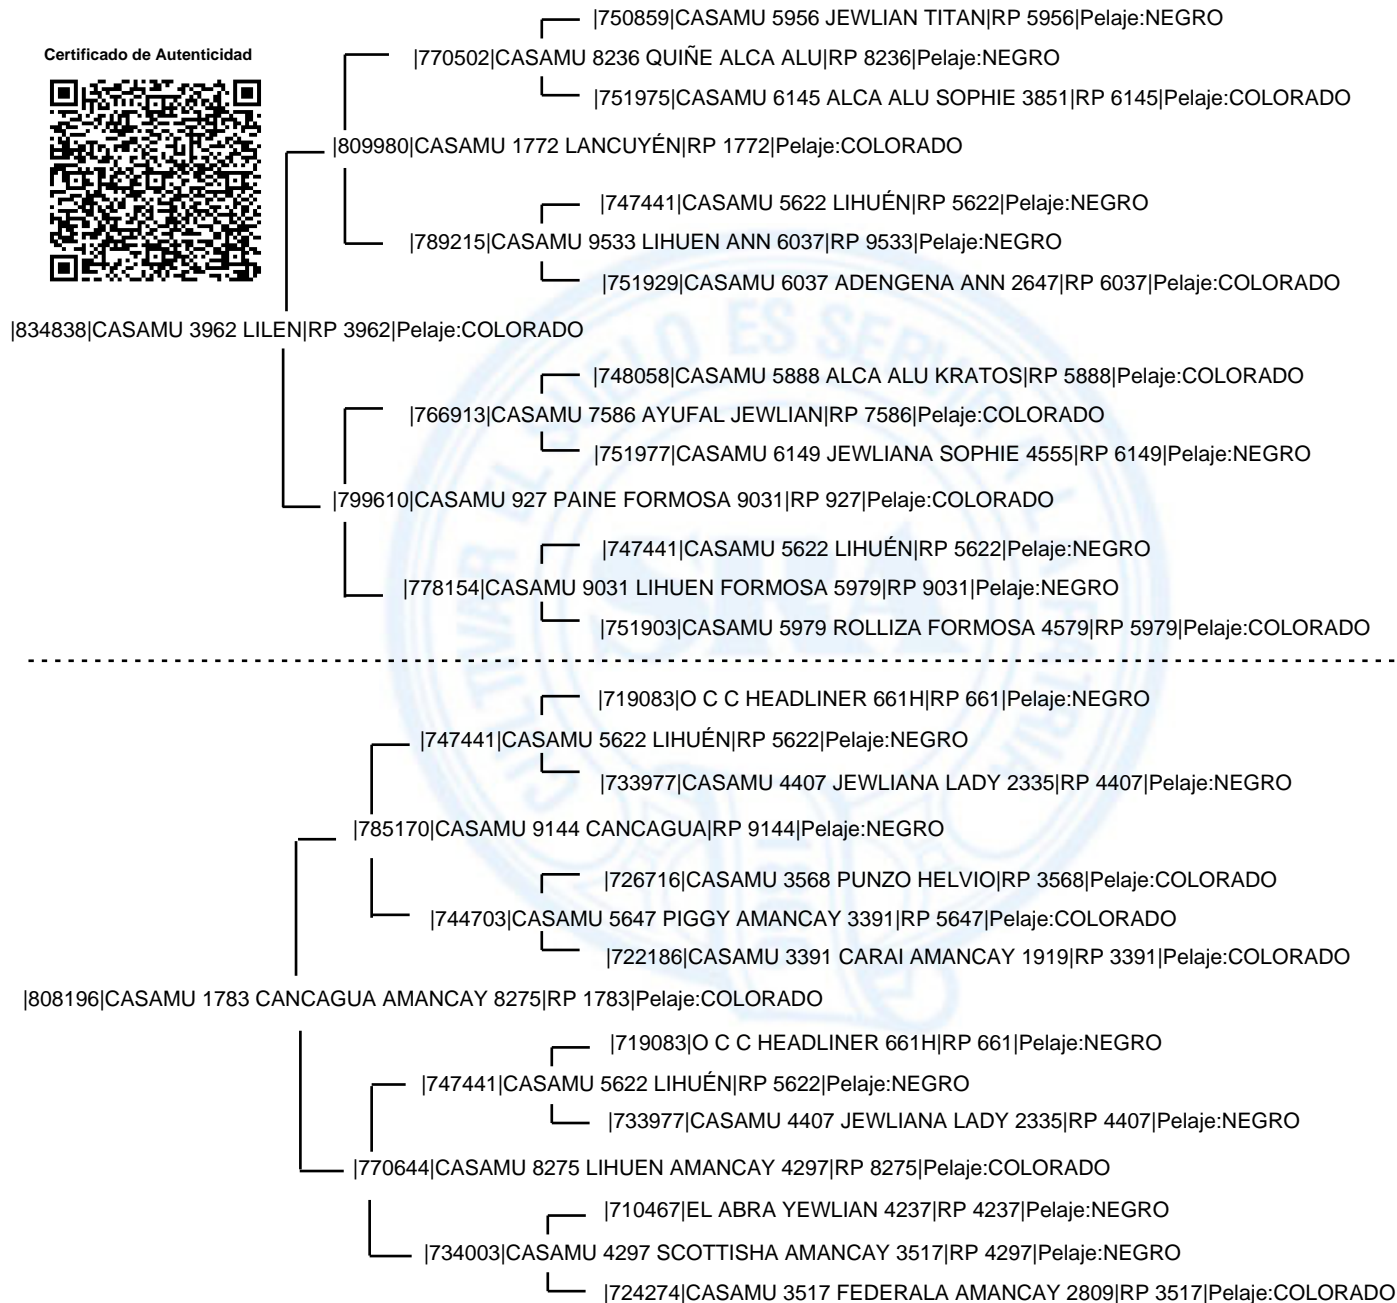 |750859|CASAMU 5956 JEWLIAN TITAN|RP 5956|Pelaje:NEGRO
Certificado de Autenticidad
|770502|CASAMU 8236 QUIÑE ALCA ALU|RP 8236|Pelaje:NEGRO
|751975|CASAMU 6145 ALCA ALU SOPHIE 3851|RP 6145|Pelaje:COLORADO
|809980|CASAMU 1772 LANCUYÉN|RP 1772|Pelaje:COLORADO
|747441|CASAMU 5622 LIHUÉN|RP 5622|Pelaje:NEGRO
|789215|CASAMU 9533 LIHUEN ANN 6037|RP 9533|Pelaje:NEGRO
|751929|CASAMU 6037 ADENGENA ANN 2647|RP 6037|Pelaje:COLORADO
|834838|CASAMU 3962 LILEN|RP 3962|Pelaje:COLORADO
|748058|CASAMU 5888 ALCA ALU KRATOS|RP 5888|Pelaje:COLORADO
|766913|CASAMU 7586 AYUFAL JEWLIAN|RP 7586|Pelaje:COLORADO
|751977|CASAMU 6149 JEWLIANA SOPHIE 4555|RP 6149|Pelaje:NEGRO
|799610|CASAMU 927 PAINE FORMOSA 9031|RP 927|Pelaje:COLORADO
|747441|CASAMU 5622 LIHUÉN|RP 5622|Pelaje:NEGRO
|778154|CASAMU 9031 LIHUEN FORMOSA 5979|RP 9031|Pelaje:NEGRO
|751903|CASAMU 5979 ROLLIZA FORMOSA 4579|RP 5979|Pelaje:COLORADO
|719083|O C C HEADLINER 661H|RP 661|Pelaje:NEGRO
|747441|CASAMU 5622 LIHUÉN|RP 5622|Pelaje:NEGRO
|733977|CASAMU 4407 JEWLIANA LADY 2335|RP 4407|Pelaje:NEGRO
|785170|CASAMU 9144 CANCAGUA|RP 9144|Pelaje:NEGRO
|726716|CASAMU 3568 PUNZO HELVIO|RP 3568|Pelaje:COLORADO
|744703|CASAMU 5647 PIGGY AMANCAY 3391|RP 5647|Pelaje:COLORADO
|722186|CASAMU 3391 CARAI AMANCAY 1919|RP 3391|Pelaje:COLORADO
|808196|CASAMU 1783 CANCAGUA AMANCAY 8275|RP 1783|Pelaje:COLORADO
|719083|O C C HEADLINER 661H|RP 661|Pelaje:NEGRO
|747441|CASAMU 5622 LIHUÉN|RP 5622|Pelaje:NEGRO
|733977|CASAMU 4407 JEWLIANA LADY 2335|RP 4407|Pelaje:NEGRO
|770644|CASAMU 8275 LIHUEN AMANCAY 4297|RP 8275|Pelaje:COLORADO
|710467|EL ABRA YEWLIAN 4237|RP 4237|Pelaje:NEGRO
|734003|CASAMU 4297 SCOTTISHA AMANCAY 3517|RP 4297|Pelaje:NEGRO
|724274|CASAMU 3517 FEDERALA AMANCAY 2809|RP 3517|Pelaje:COLORADO
CULTIVAR EL SUELO ES SERVIR A LA PATRIA
SRA
1866